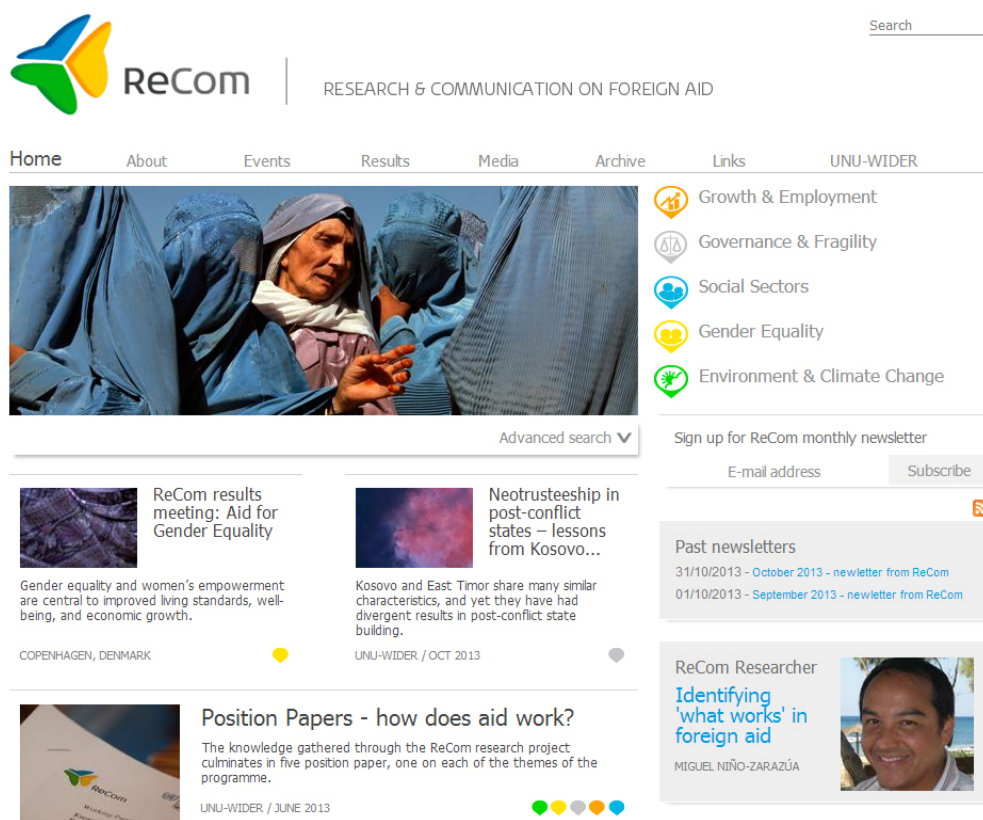 Search
ReCom
RESEARCH & COMMUNICATION ON FOREIGN AID
Home About Events Results Media Archive Links UNU-WIDER
Growth & Employment
Governance & Fragility
Social Sectors
Gender Equality
Environment & Climate Change
Advanced search
Sign up for ReCom monthly newsletter
E-mail address Subscribe
ReCom results
meeting: Aid for
Gender Equality
Gender equality and women's empowerment
are central to improved living standards, well-
being, and economic growth.
COPENHAGEN, DENMARK
Neotrusteeship in
post-conflict
states – lessons
from Kosovo...
Kosovo and East Timor share many similar
characteristics, and yet they have had
divergent results in post-conflict state
building.
UNU-WIDER / OCT 2013
Past newsletters
31/10/2013 - October 2013 - newletter from ReCom
01/10/2013 - September 2013 - newletter from ReCom
ReCom Researcher
Identifying
'what works' in
foreign aid
MIGUEL NIÑO-ZARAZÚA
ReCom
Working Paper
Position Papers - how does aid work?
The knowledge gathered through the ReCom research project
culminates in five position paper, one on each of the themes of the
programme.
UNU-WIDER / JUNE 2013